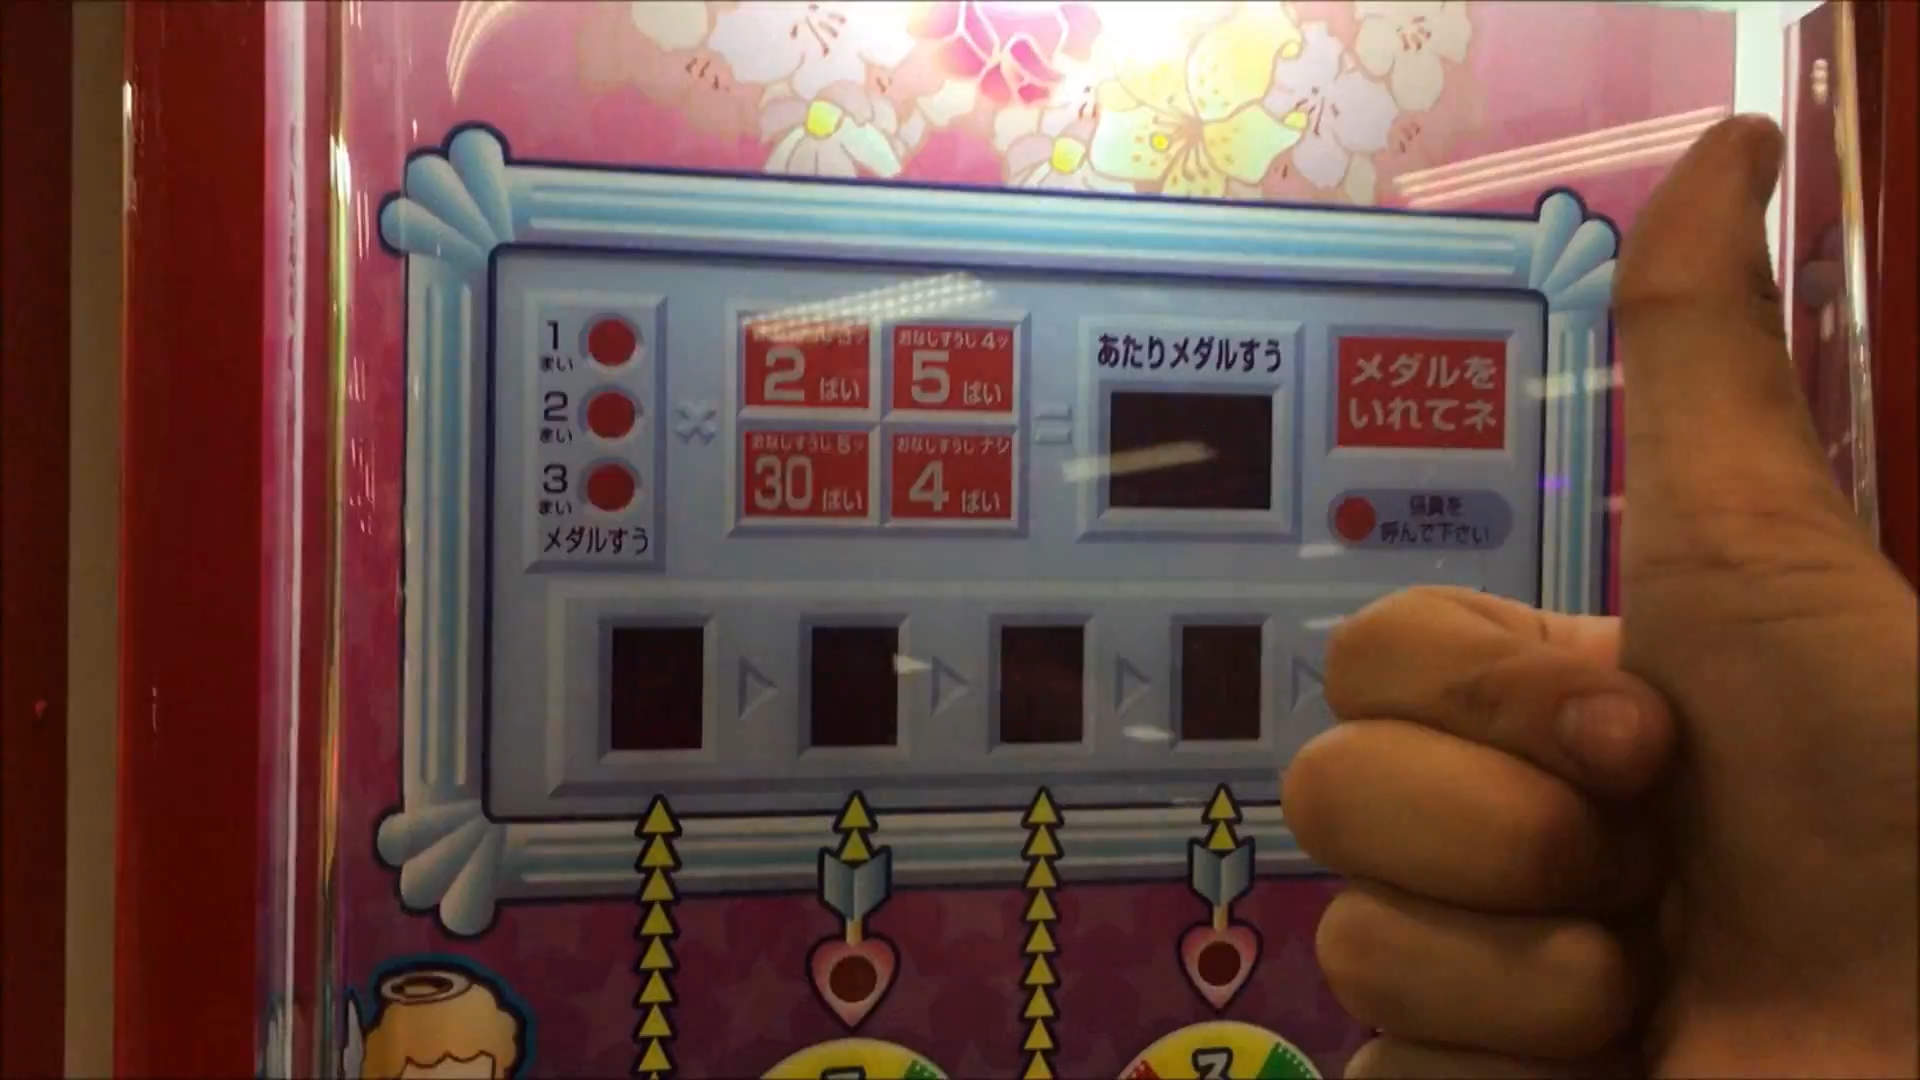 1
まい
2
まい
3
まい
メダルすう
×
2 ばい
おなじすうじ 4ッ
5 ばい
おなじすうじ 5ッ
30 ばい
おなじすうじ ナシ
4 ばい
=
あたりメダルすう
メダルを
いれてネ
係員を
呼んで下さい
3